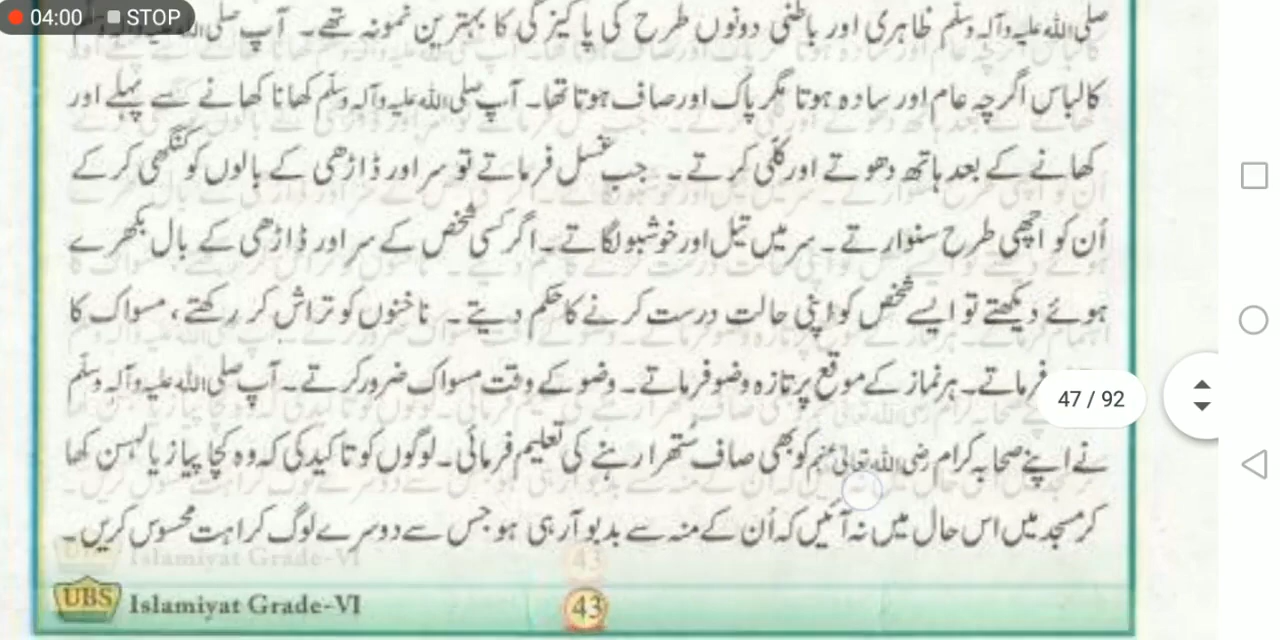 04:00 STOP
صلی اللہ علیہ وآلہ وسلم ظاہری اور باطنی دونوں طرح کی پاکیزگی کا بہترین نمونہ تھے۔ آپ صلی اللہ علیہ وآلہ وسلم
کا لباس اگرچہ عام اور سادہ ہوتا مگر پاک اور صاف ہوتا تھا۔ آپ صلی اللہ علیہ وآلہ وسلم کھانا کھانے سے پہلے اور
کھانے کے بعد ہاتھ دھوتے اور کُلّی کرتے۔ جب غسل فرماتے تو سر اور ڈاڑھی کے بالوں کو کنگھی کر کے
اُن کو اچھی طرح سنوارتے۔ سر میں تیل اور خوشبو لگاتے۔ اگر کسی شخص کے سر اور ڈاڑھی کے بال بکھرے
ہوئے دیکھتے تو ایسے شخص کو اپنی حالت درست کرنے کا حکم دیتے۔ ناخنوں کو تراش کر رکھتے، مسواک کا
فرماتے۔ ہر نماز کے موقع پر تازہ وضو فرماتے۔ وضو کے وقت مسواک ضرور کرتے۔ آپ صلی اللہ علیہ وآلہ وسلم
47 / 92
نے اپنے صحابہ کرام رضی اللہ تعالیٰ عنہم کو بھی صاف ستھرا رہنے کی تعلیم فرمائی۔ لوگوں کو تاکید کی کہ وہ کچا پیاز یا لہسن کھا
کر مسجد میں اس حال میں نہ آئیں کہ اُن کے منہ سے بدبو آ رہی ہو جس سے دوسرے لوگ کراہت محسوس کریں۔
UBS Islamiyat Grade-VI 43